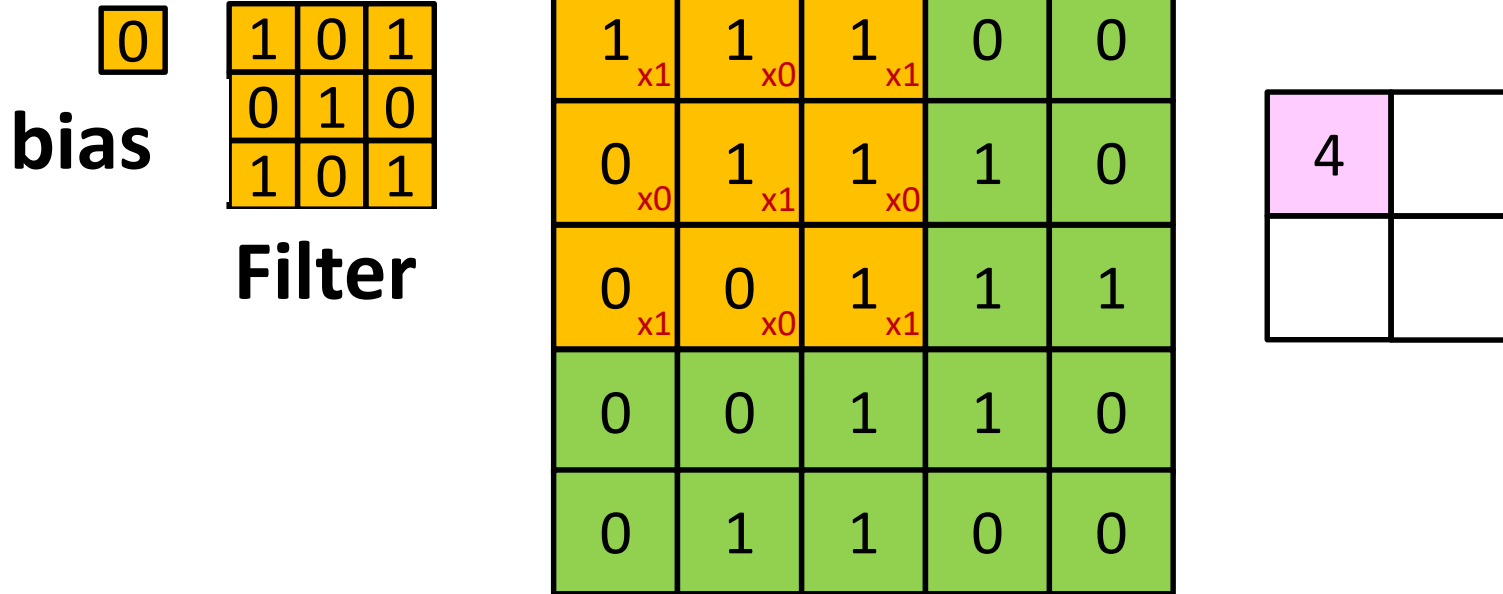 0
bias
1 0 1
0 1 0
1 0 1
Filter
1 x1 1 x0 1 x1 0 0
0 x0 1 x1 1 x0 1 0
0 x1 0 x0 1 x1 1 1
0 0 1 1 0
0 1 1 0 0
4